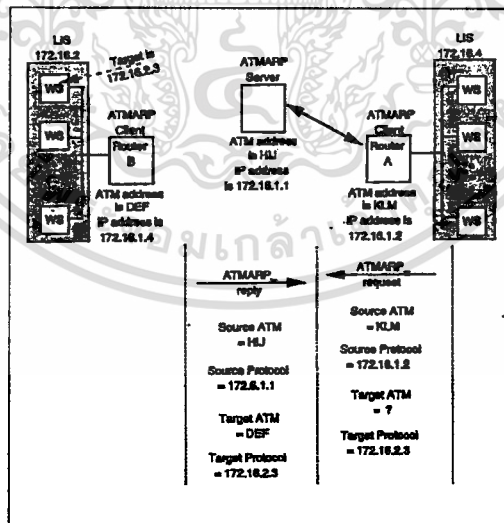 LIS
172.16.2
Target is
172.16.2.3
WS
WS
WS
ATMARP
Client
Router
B
ATM address
is DEF
IP address is
172.16.1.4
ATMARP
Server
ATM address
is HIJ
IP address
is 172.16.1.1
ATMARP
Client
Router
A
ATM address
is KLM
IP address is
172.16.1.2
LIS
172.16.4
WS
WS
WS
ATMARP
reply
Source ATM
= HIJ
Source Protocol
= 172.6.1.1
Target ATM
= DEF
Target Protocol
= 172.16.2.3
ATMARP
request
Source ATM
= KLM
Source Protocol
= 172.16.1.2
Target ATM
= ?
Target Protocol
= 172.16.2.3